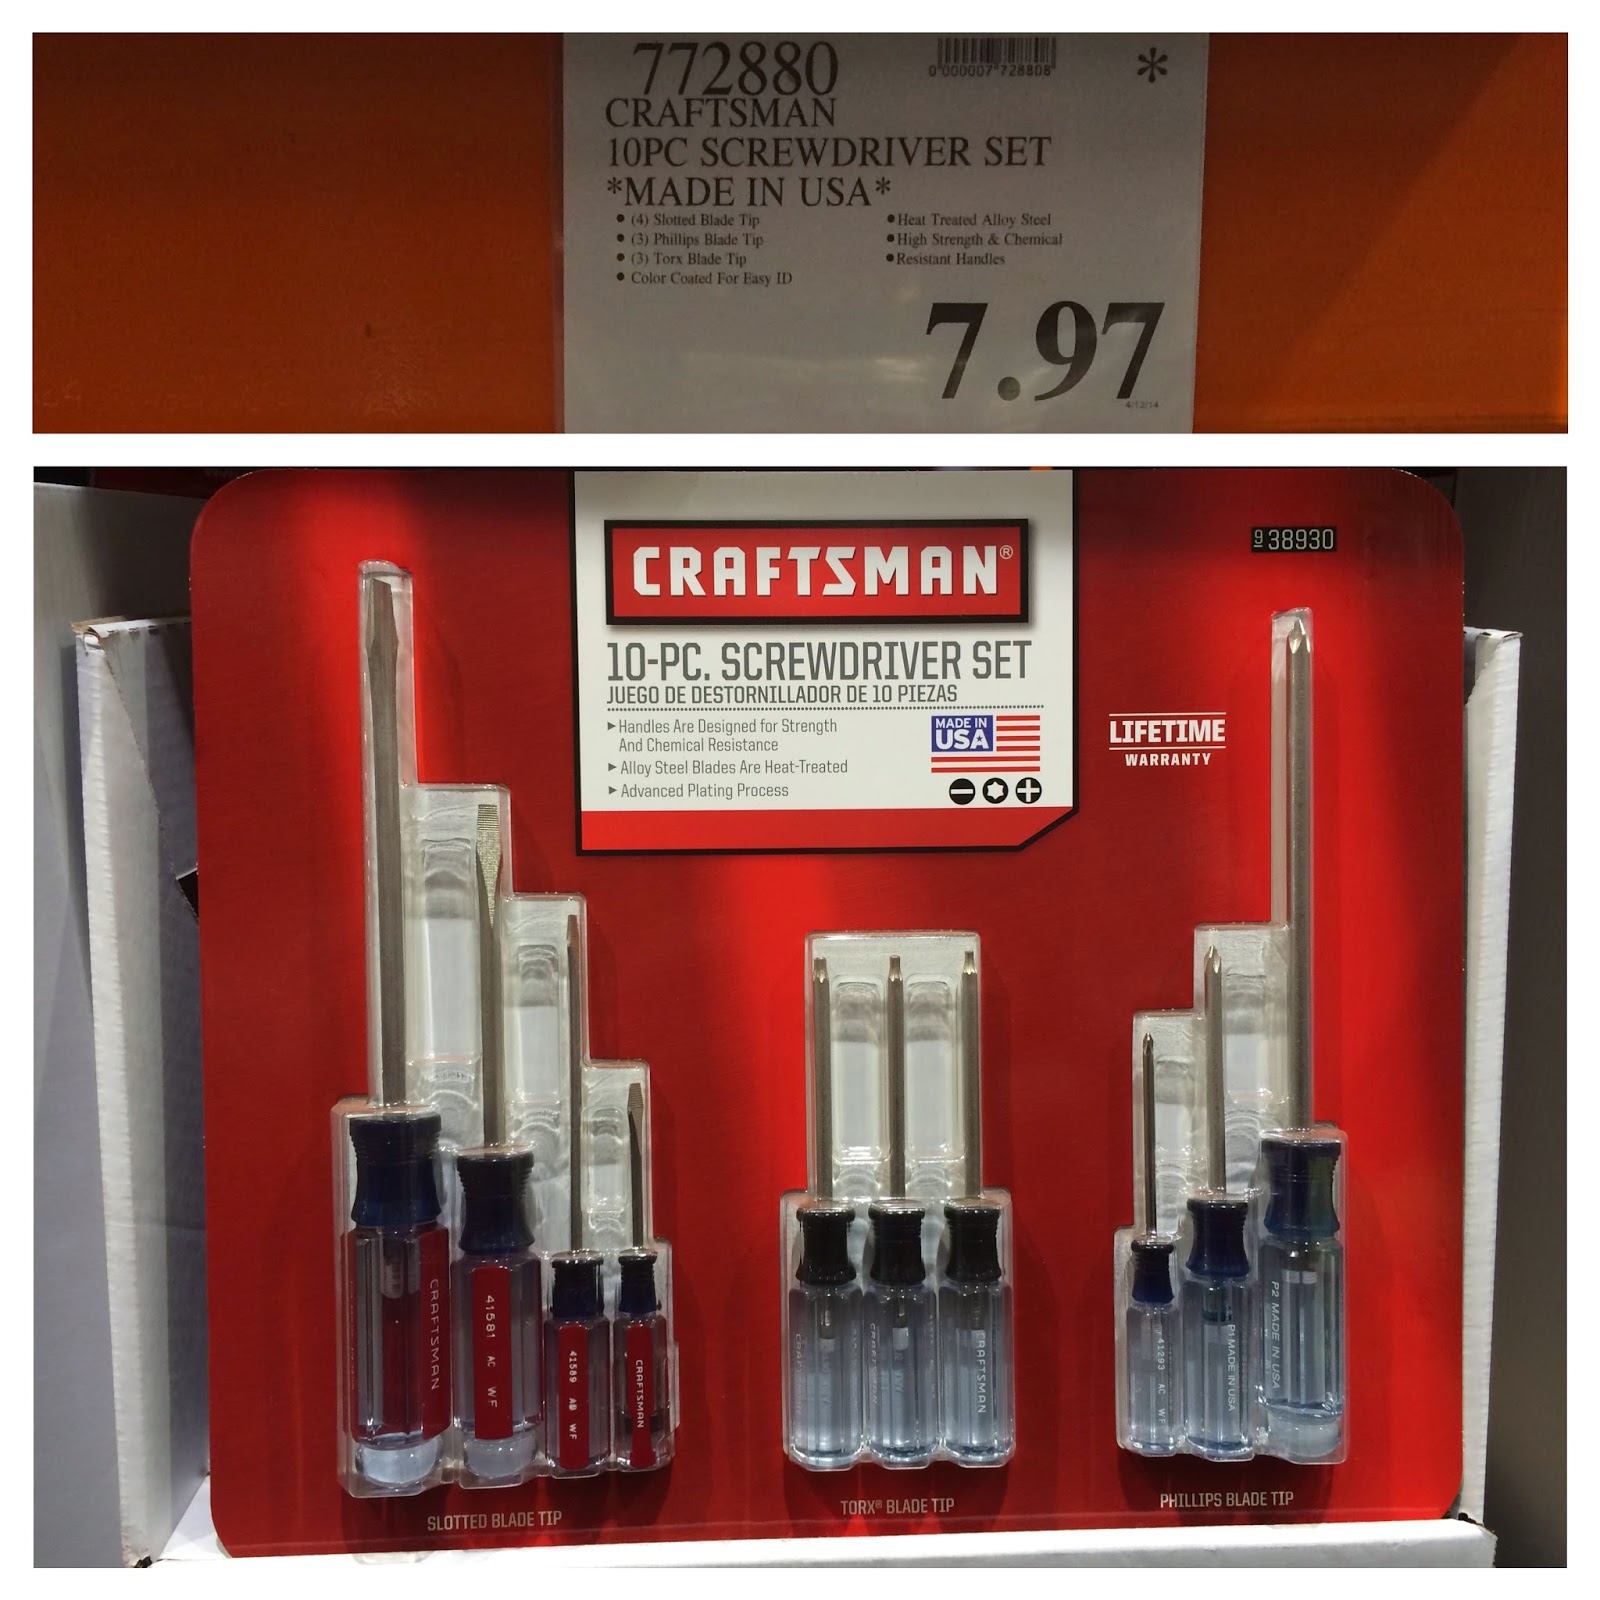 772880
0 000007 728808
*
CRAFTSMAN
10PC SCREWDRIVER SET
*MADE IN USA*
• (4) Slotted Blade Tip
• (3) Phillips Blade Tip
• (3) Torx Blade Tip
• Color Coated For Easy ID
• Heat Treated Alloy Steel
• High Strength & Chemical
• Resistant Handles
7.97
4/12/14
CRAFTSMAN®
9 38930
10-PC. SCREWDRIVER SET
JUEGO DE DESTORNILLADOR DE 10 PIEZAS
Handles Are Designed for Strength
And Chemical Resistance
Alloy Steel Blades Are Heat-Treated
Advanced Plating Process
MADE IN
USA
LIFETIME
WARRANTY
CRAFTSMAN
41581 AC WF
41589 AD WF
CRAFTSMAN
CRAFTSMAN
41293 AC WF
P1 MADE IN USA
P2 MADE IN USA
SLOTTED BLADE TIP
TORX® BLADE TIP
PHILLIPS BLADE TIP